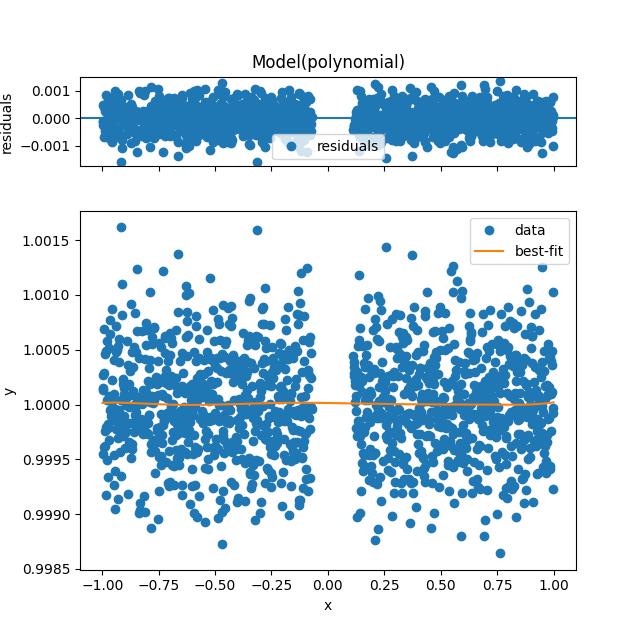 Model(polynomial)
0.001
0.000
−0.001
residuals
residuals
1.0015
1.0010
1.0005
1.0000
0.9995
0.9990
0.9985
y
data
best-fit
−1.00 −0.75 −0.50 −0.25 0.00 0.25 0.50 0.75 1.00
x